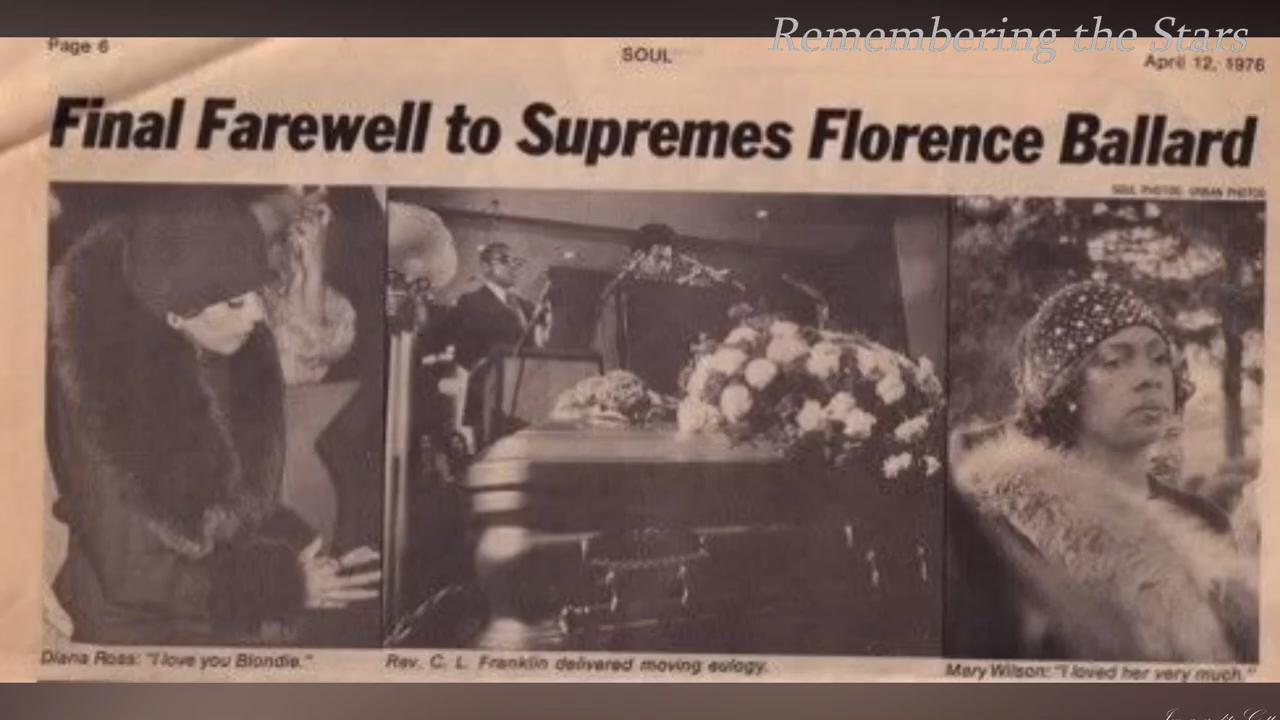 Remembering the Stars
Page 6
SOUL
April 12, 1976
Final Farewell to Supremes Florence Ballard
SOUL PHOTOS: URBAN PHOTOS
Diana Ross: "I love you Blondie."
Rev. C. L. Franklin delivered moving eulogy.
Mary Wilson: "I loved her very much."